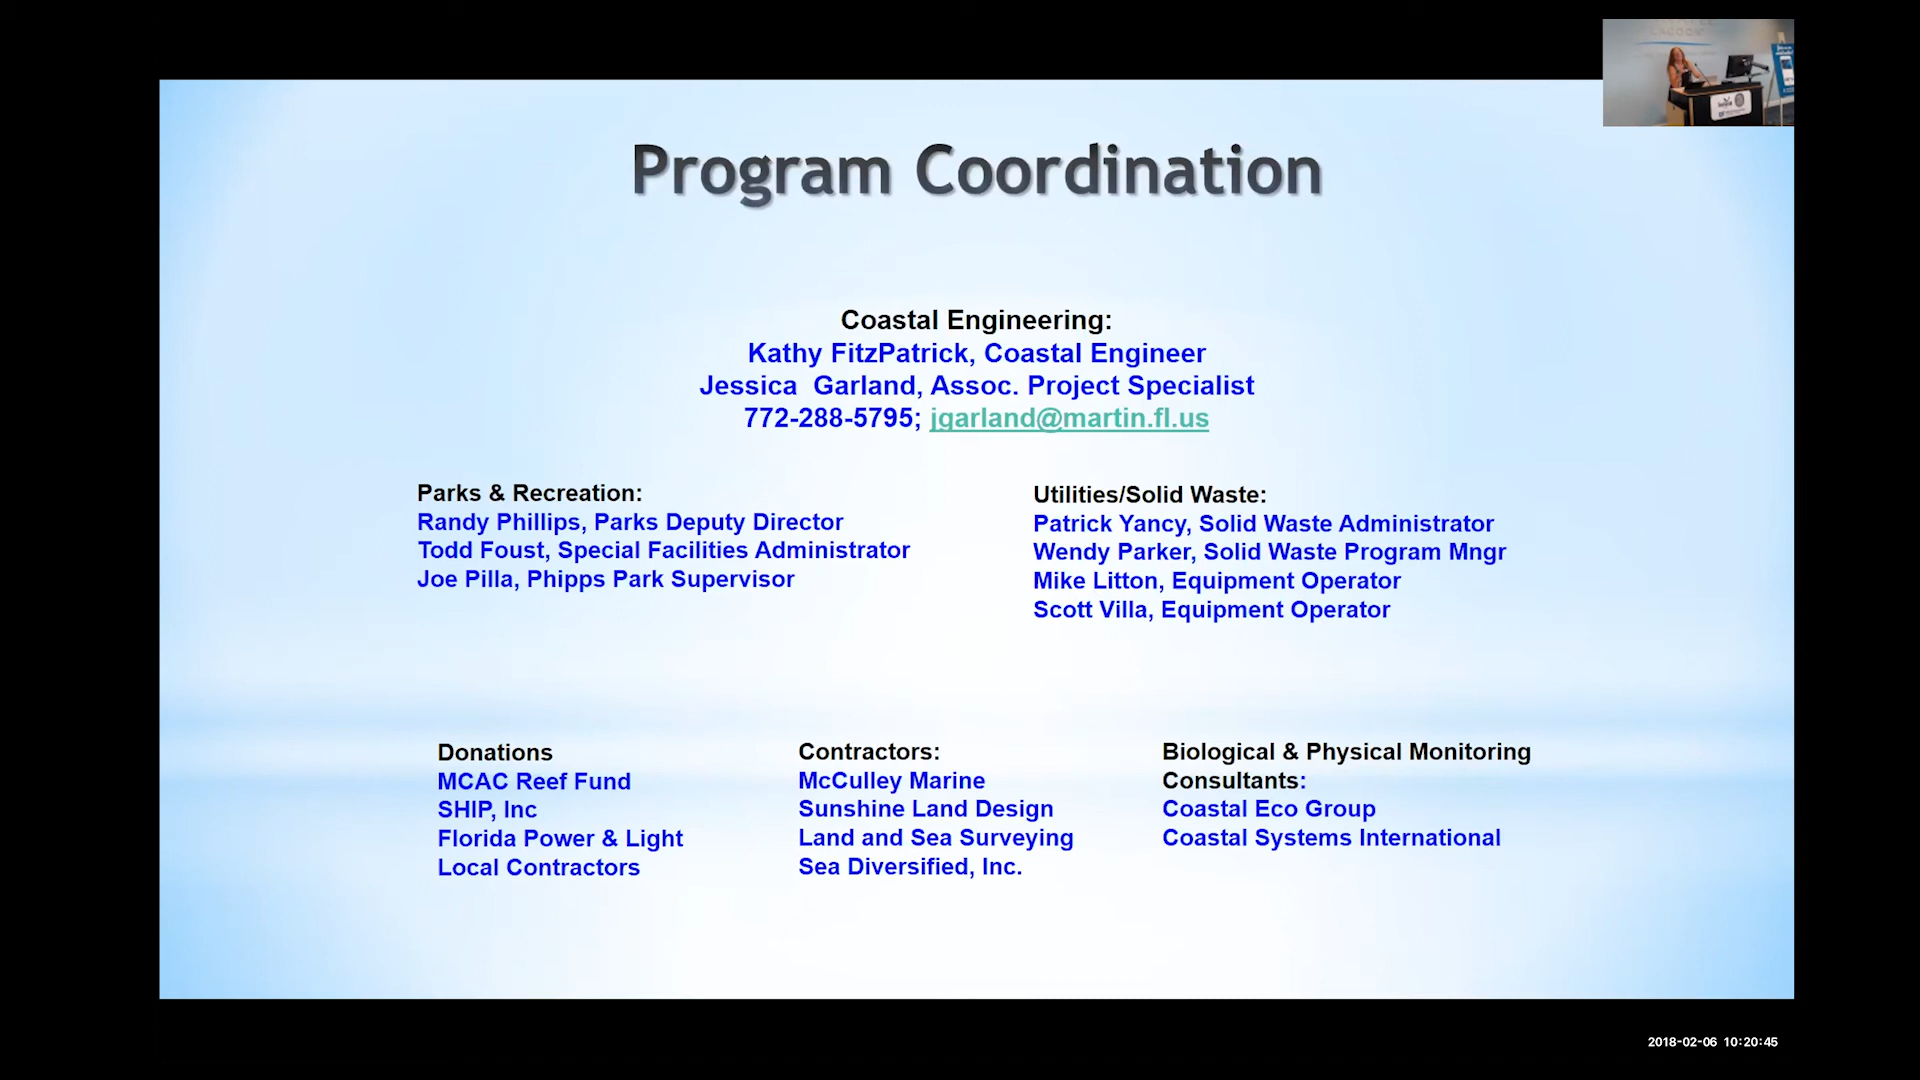 Program Coordination
Coastal Engineering:
Kathy FitzPatrick, Coastal Engineer
Jessica Garland, Assoc. Project Specialist
772-288-5795; jgarland@martin.fl.us
Parks & Recreation:
Randy Phillips, Parks Deputy Director
Todd Foust, Special Facilities Administrator
Joe Pilla, Phipps Park Supervisor
Utilities/Solid Waste:
Patrick Yancy, Solid Waste Administrator
Wendy Parker, Solid Waste Program Mngr
Mike Litton, Equipment Operator
Scott Villa, Equipment Operator
Donations
MCAC Reef Fund
SHIP, Inc
Florida Power & Light
Local Contractors
Contractors:
McCulley Marine
Sunshine Land Design
Land and Sea Surveying
Sea Diversified, Inc.
Biological & Physical Monitoring
Consultants:
Coastal Eco Group
Coastal Systems International
2018-02-06 10:20:45